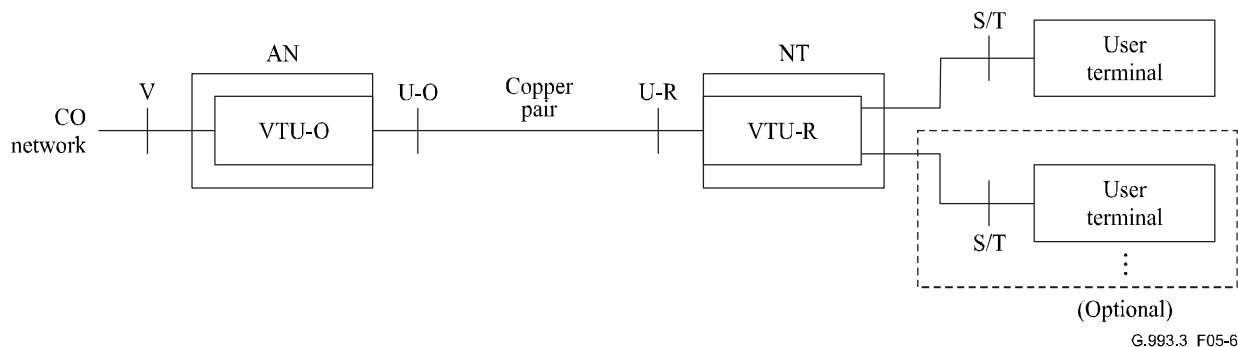 S/T
User
terminal
AN
NT
V
U-O
Copper
pair
U-R
CO
network
VTU-O
VTU-R
User
terminal
S/T
⋮
(Optional)
G.993.3 F05-6